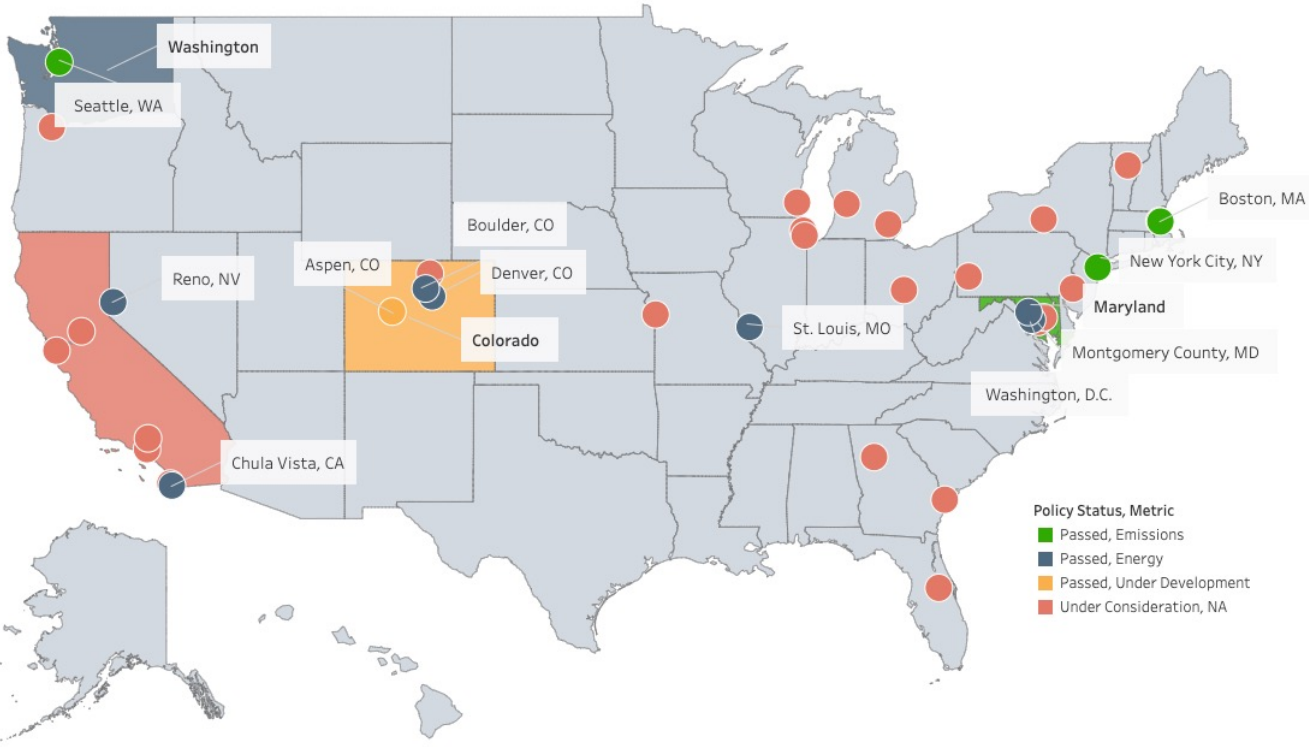 Washington
Seattle, WA
Boston, MA
Boulder, CO
New York City, NY
Aspen, CO
Denver, CO
Reno, NV
Maryland
St. Louis, MO
Colorado
Montgomery County, MD
Washington, D.C.
Chula Vista, CA
Policy Status, Metric
Passed, Emissions
Passed, Energy
Passed, Under Development
Under Consideration, NA